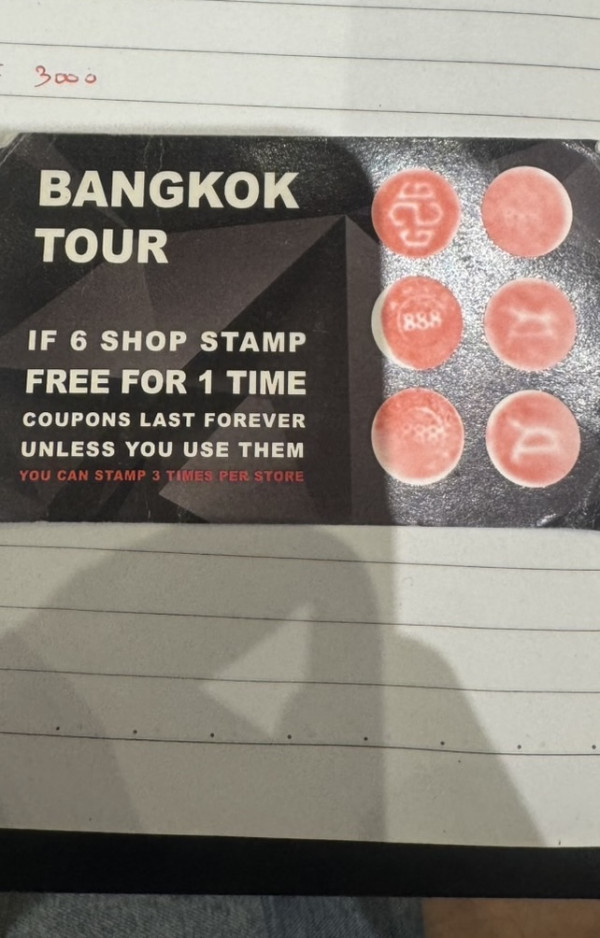 3000
BANGKOK
TOUR
IF 6 SHOP STAMP
FREE FOR 1 TIME
COUPONS LAST FOREVER
UNLESS YOU USE THEM
YOU CAN STAMP 3 TIMES PER STORE
888